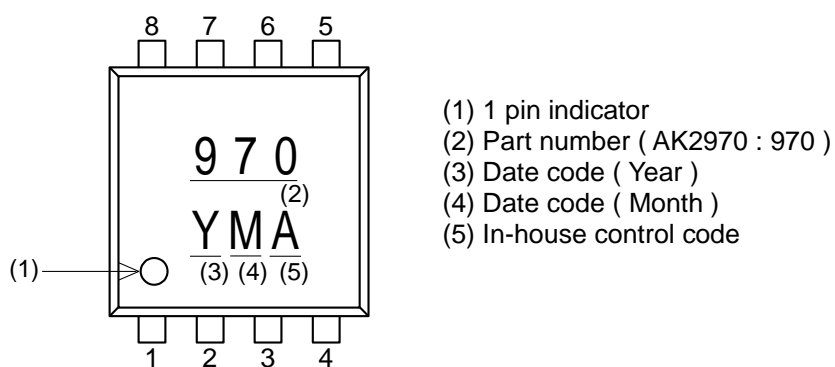 8 7 6 5
970
(2)
YMA
(3) (4) (5)
(1)
1 2 3 4
(1) 1 pin indicator
(2) Part number ( AK2970 : 970 )
(3) Date code ( Year )
(4) Date code ( Month )
(5) In-house control code